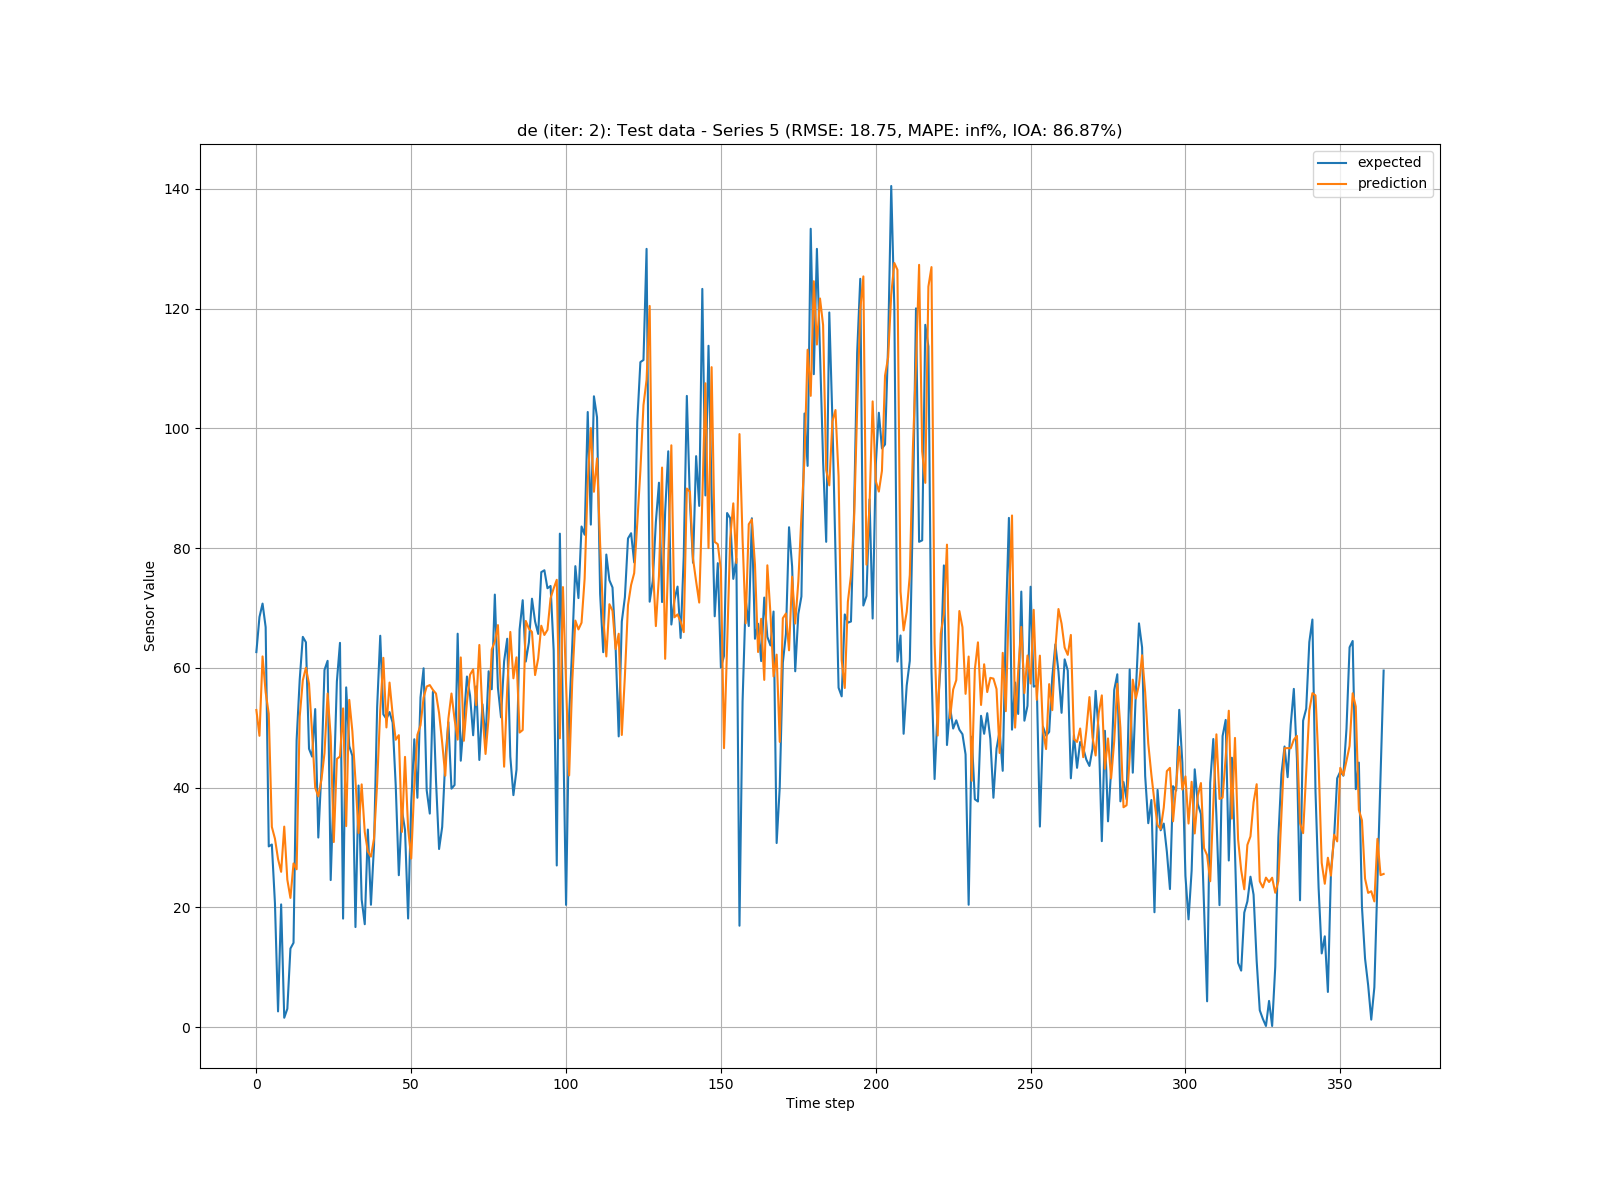 de (iter: 2): Test data - Series 5 (RMSE: 18.75, MAPE: inf%, IOA: 86.87%)
expected
prediction
140
120
100
80
60
40
20
0
Sensor Value
0 50 100 150 200 250 300 350
Time step